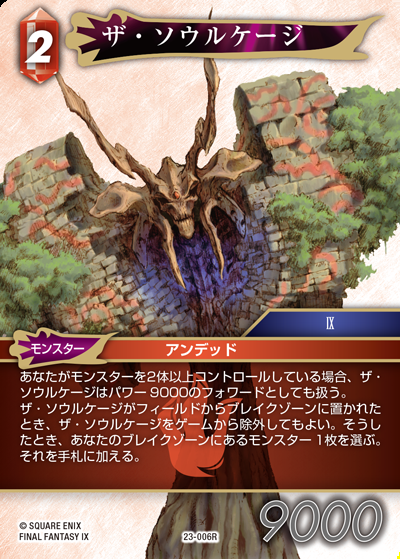 2
ザ・ソウルケージ
IX
モンスター
アンデッド
あなたがモンスターを2体以上コントロールしている場合、ザ・
ソウルケージはパワー 9000のフォワードとしても扱う。
ザ・ソウルケージがフィールドからブレイクゾーンに置かれた
とき、ザ・ソウルケージをゲームから除外してもよい。そうし
たとき、あなたのブレイクゾーンにあるモンスター 1枚を選ぶ。
それを手札に加える。
© SQUARE ENIX
FINAL FANTASY IX
23-006R
9000